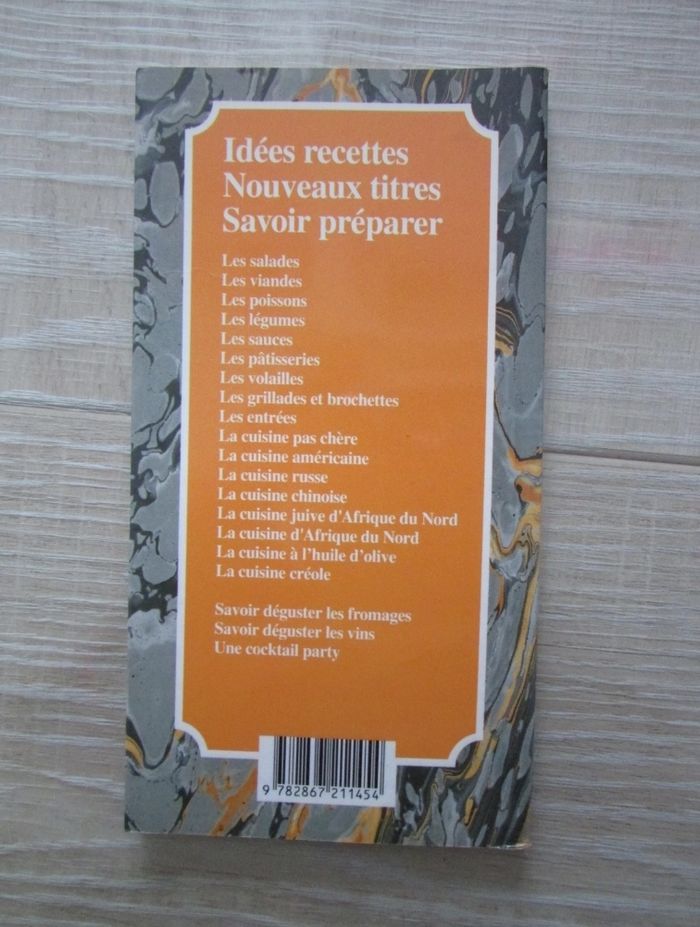 Idées recettes
Nouveaux titres
Savoir préparer
Les salades
Les viandes
Les poissons
Les légumes
Les sauces
Les pâtisseries
Les volailles
Les grillades et brochettes
Les entrées
La cuisine pas chère
La cuisine américaine
La cuisine russe
La cuisine chinoise
La cuisine juive d'Afrique du Nord
La cuisine d'Afrique du Nord
La cuisine à l'huile d'olive
La cuisine créole
Savoir déguster les fromages
Savoir déguster les vins
Une cocktail party
9 782867 211454